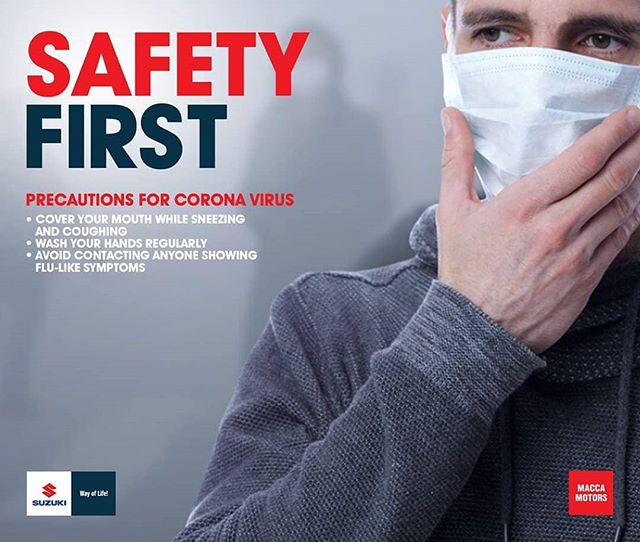 SAFETY
FIRST
PRECAUTIONS FOR CORONA VIRUS
• COVER YOUR MOUTH WHILE SNEEZING
AND COUGHING
• WASH YOUR HANDS REGULARLY
• AVOID CONTACTING ANYONE SHOWING
FLU-LIKE SYMPTOMS
SUZUKI
Way of Life!
MACCA
MOTORS